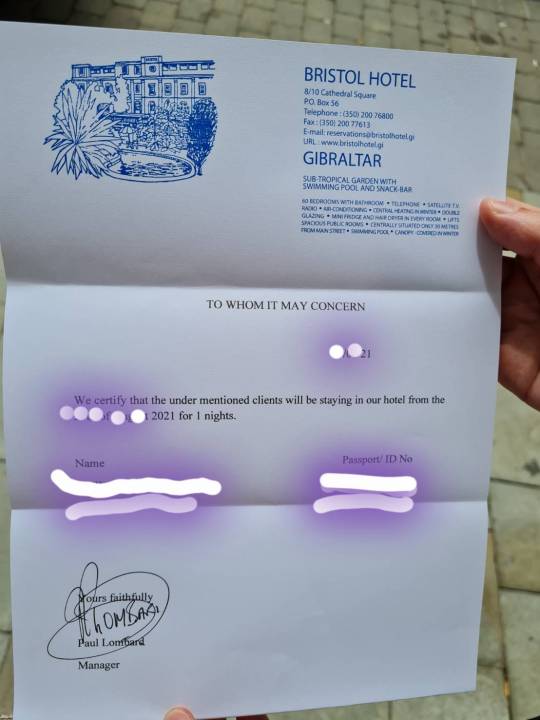 BRISTOL HOTEL
8/10 Cathedral Square
P.O. Box 56
Telephone : (350) 200 76800
Fax : (350) 200 77613
E-mail: reservations@bristolhotel.gi
URL : www.bristolhotel.gi
GIBRALTAR
SUB-TROPICAL GARDEN WITH
SWIMMING POOL AND SNACK-BAR
60 BEDROOMS WITH BATHROOM • TELEPHONE • SATELLITE T.V.
RADIO • AIR-CONDITIONING • CENTRAL HEATING IN WINTER • DOUBLE
GLAZING • MINI FRIDGE AND HAIR DRYER IN EVERY ROOM • LIFTS
SPACIOUS PUBLIC ROOMS • CENTRALLY SITUATED ONLY 30 METRES
FROM MAIN STREET • SWIMMING POOL • CANOPY - COVERED IN WINTER
TO WHOM IT MAY CONCERN
21
We certify that the under mentioned clients will be staying in our hotel from the
2021 for 1 nights.
Name Passport/ ID No
Yours faithfully
LOMBARD
Paul Lombard
Manager